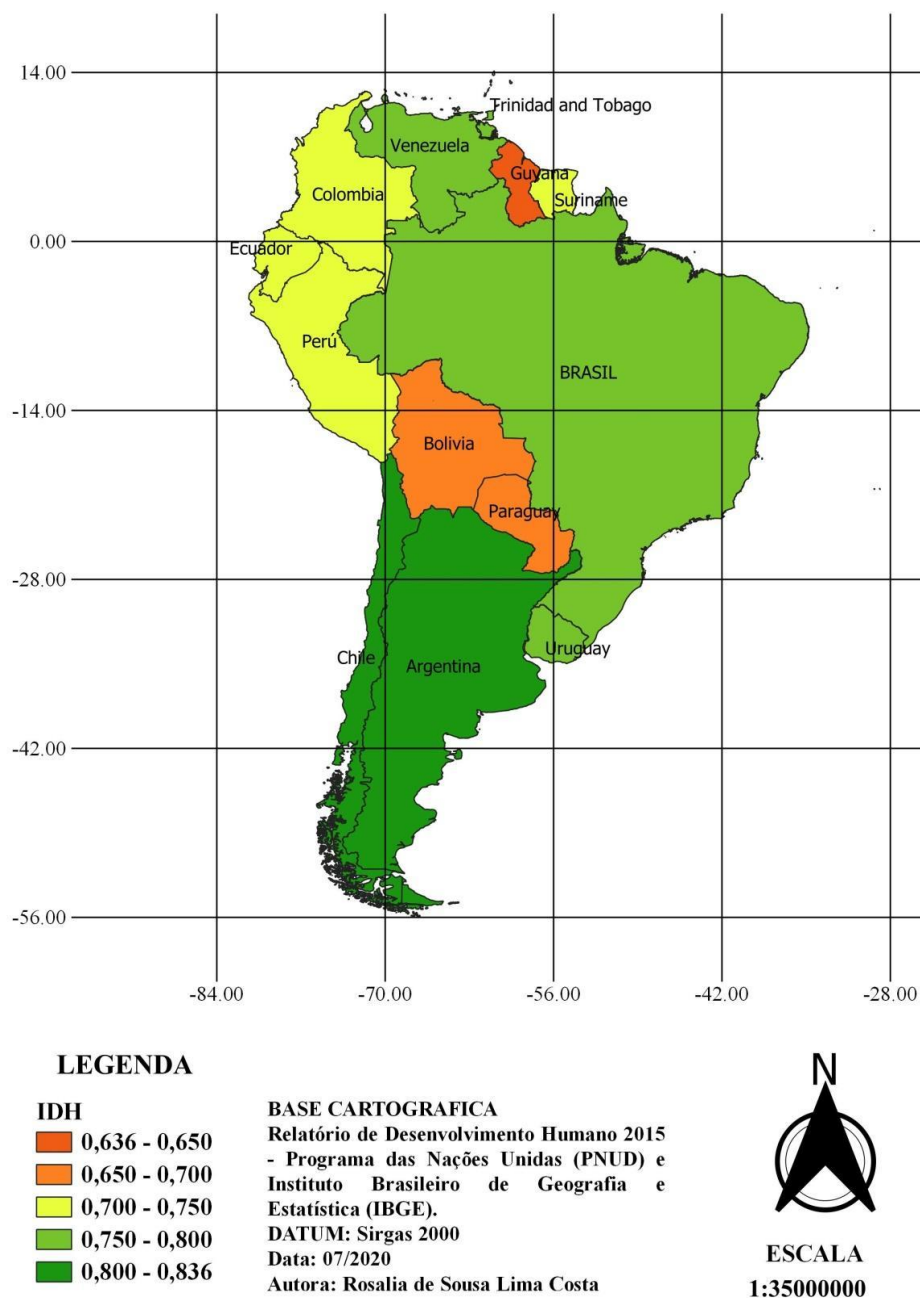 14.00
Trinidad and Tobago
Venezuela
Guyana
Colombia
Suriname
0.00
Ecuador
Perú
BRASIL
-14.00
Bolivia
Paraguay
-28.00
Uruguay
Chile
Argentina
-42.00
-56.00
-84.00 -70.00 -56.00 -42.00 -28.00
LEGENDA
IDH
0,636 - 0,650
0,650 - 0,700
0,700 - 0,750
0,750 - 0,800
0,800 - 0,836
BASE CARTOGRAFICA
Relatório de Desenvolvimento Humano 2015
- Programa das Nações Unidas (PNUD) e
Instituto Brasileiro de Geografia e
Estatística (IBGE).
DATUM: Sirgas 2000
Data: 07/2020
Autora: Rosalia de Sousa Lima Costa
N
ESCALA
1:35000000